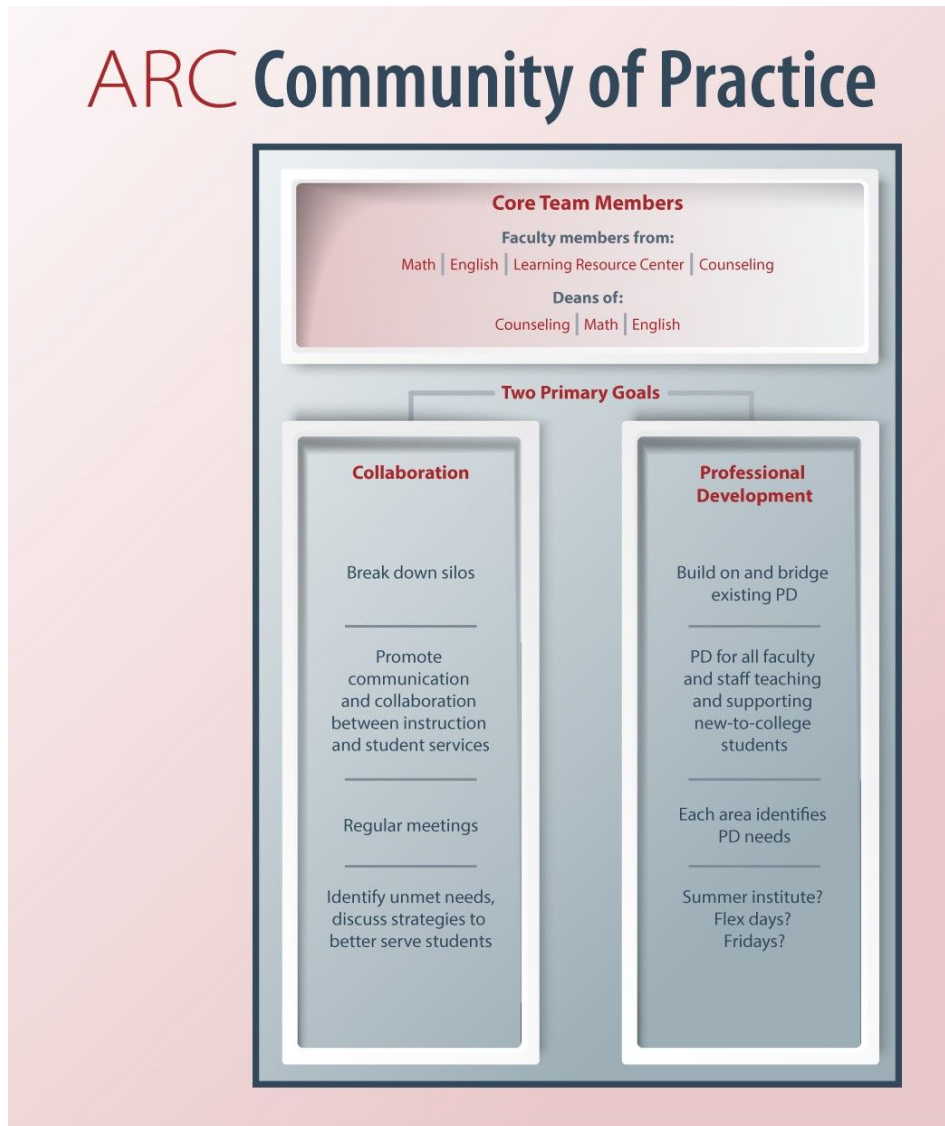 ARC Community of Practice
Core Team Members
Faculty members from:
Math | English | Learning Resource Center | Counseling
Deans of:
Counseling | Math | English
Two Primary Goals
Collaboration
Break down silos
Promote
communication
and collaboration
between instruction
and student services
Regular meetings
Identify unmet needs,
discuss strategies to
better serve students
Professional
Development
Build on and bridge
existing PD
PD for all faculty
and staff teaching
and supporting
new-to-college
students
Each area identifies
PD needs
Summer institute?
Flex days?
Fridays?